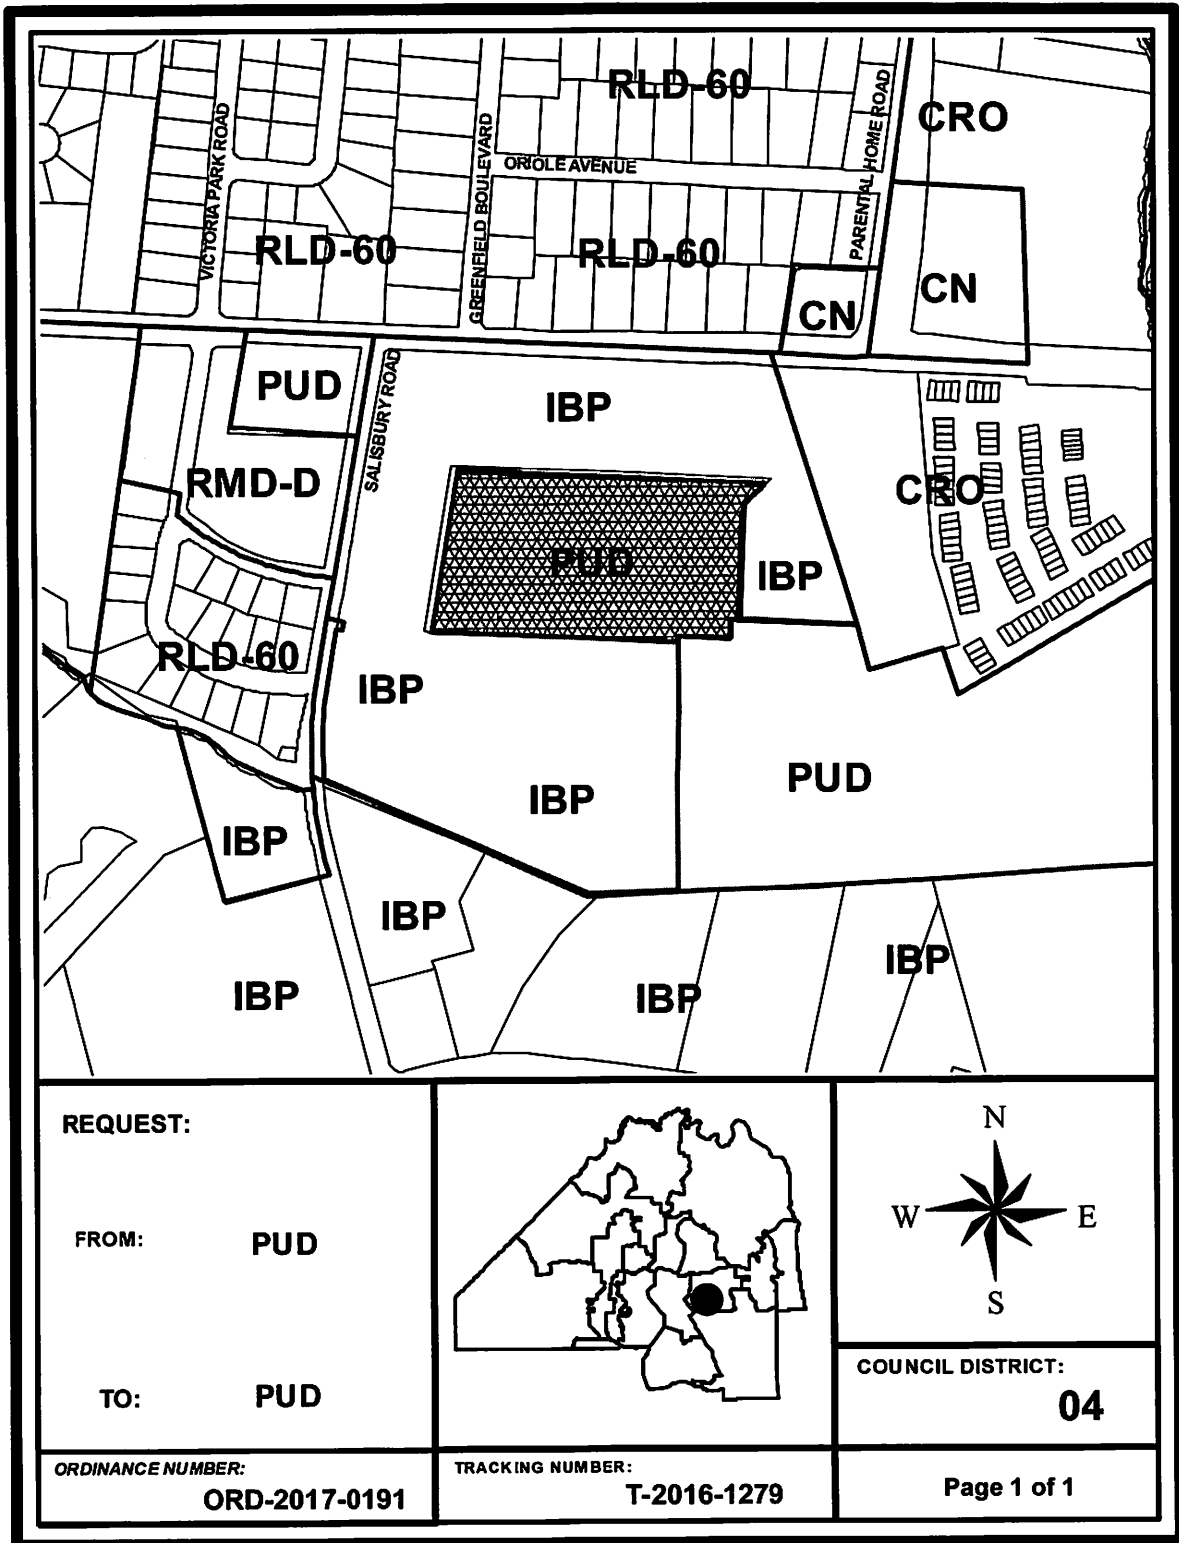 RLD-60
CRO
VICTORIA PARK ROAD
GREENFIELD BOULEVARD
ORIOLE AVENUE
PARENTAL HOME ROAD
RLD-60
RLD-60
CN
CN
PUD
SALISBURY ROAD
IBP
RMD-D
CRO
PUD
IBP
RLD-60
IBP
IBP
PUD
IBP
IBP
IBP
IBP
IBP
REQUEST:
FROM: PUD
TO: PUD
N
W E
S
COUNCIL DISTRICT:
04
ORDINANCE NUMBER:
ORD-2017-0191
TRACKING NUMBER:
T-2016-1279
Page 1 of 1